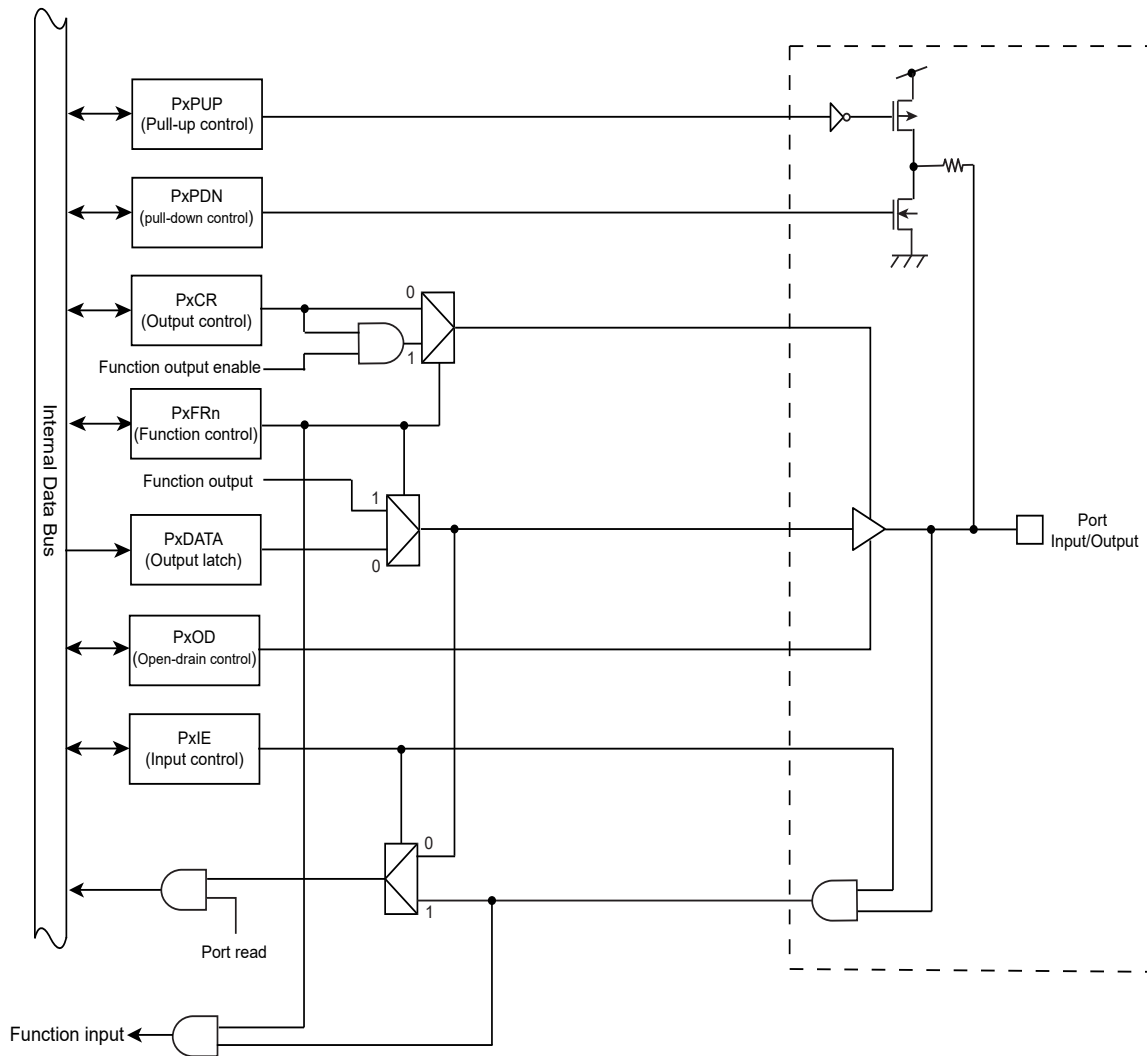 PxPUP
(Pull-up control)
PxPDN
(pull-down control)
PxCR
(Output control)
0
1
Function output enable
PxFRn
(Function control)
Internal Data Bus
Function output
1
PxDATA
(Output latch)
0
Port
Input/Output
PxOD
(Open-drain control)
PxIE
(Input control)
0
1
Port read
Function input